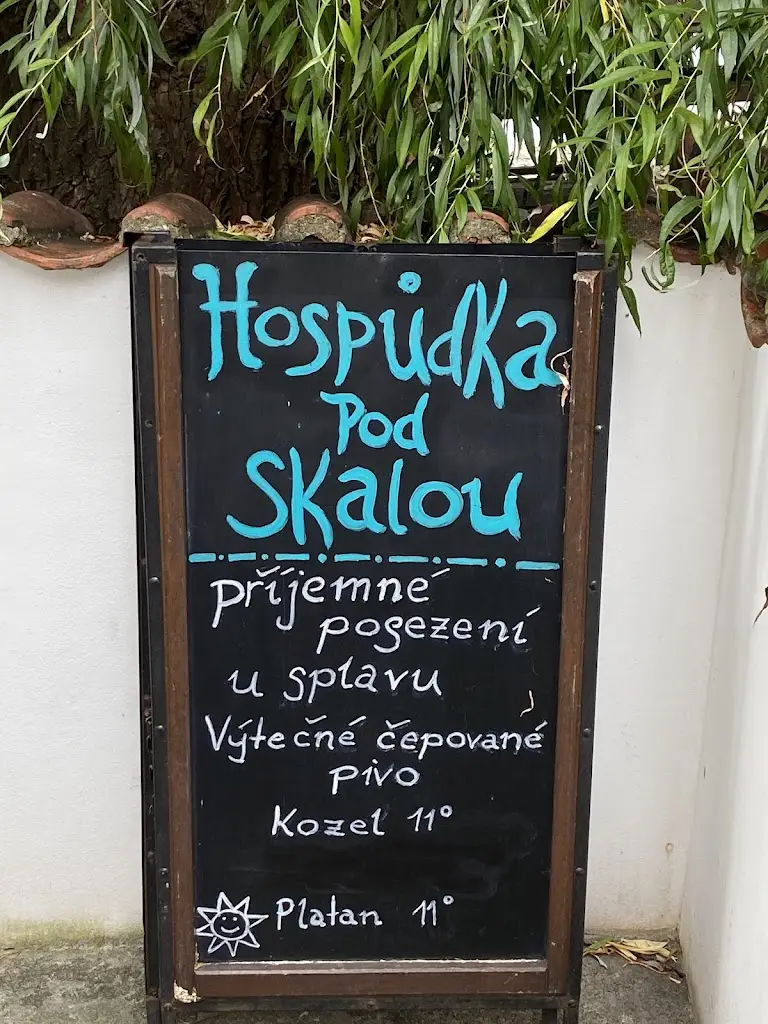 Hospůdka
Pod
Skalou
příjemné
posezení
u splavu
Výtečné čepované
pivo
Kozel 11°
Platan 11°